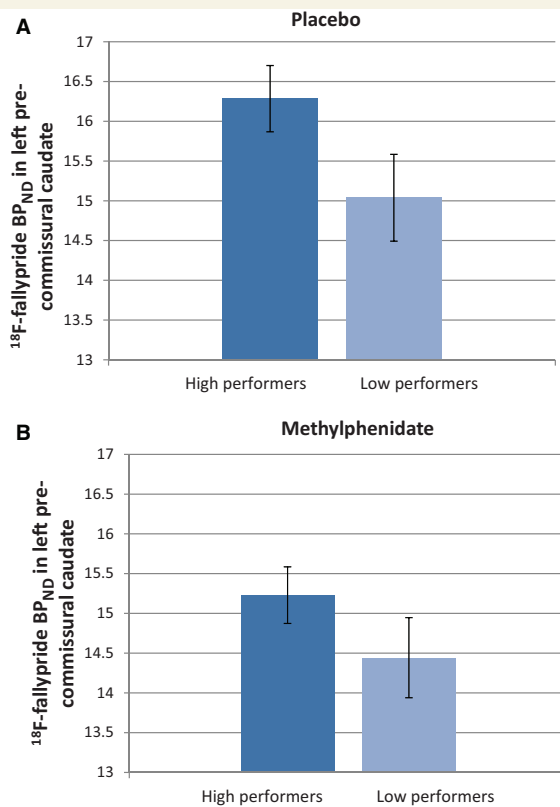 A
Placebo
18F-fallypride BPND in left pre-
commissural caudate
17
16.5
16
15.5
15
14.5
14
13.5
13
High performers Low performers
B
Methylphenidate
18F-fallypride BPND in left pre-
commissural caudate
17
16.5
16
15.5
15
14.5
14
13.5
13
High performers Low performers